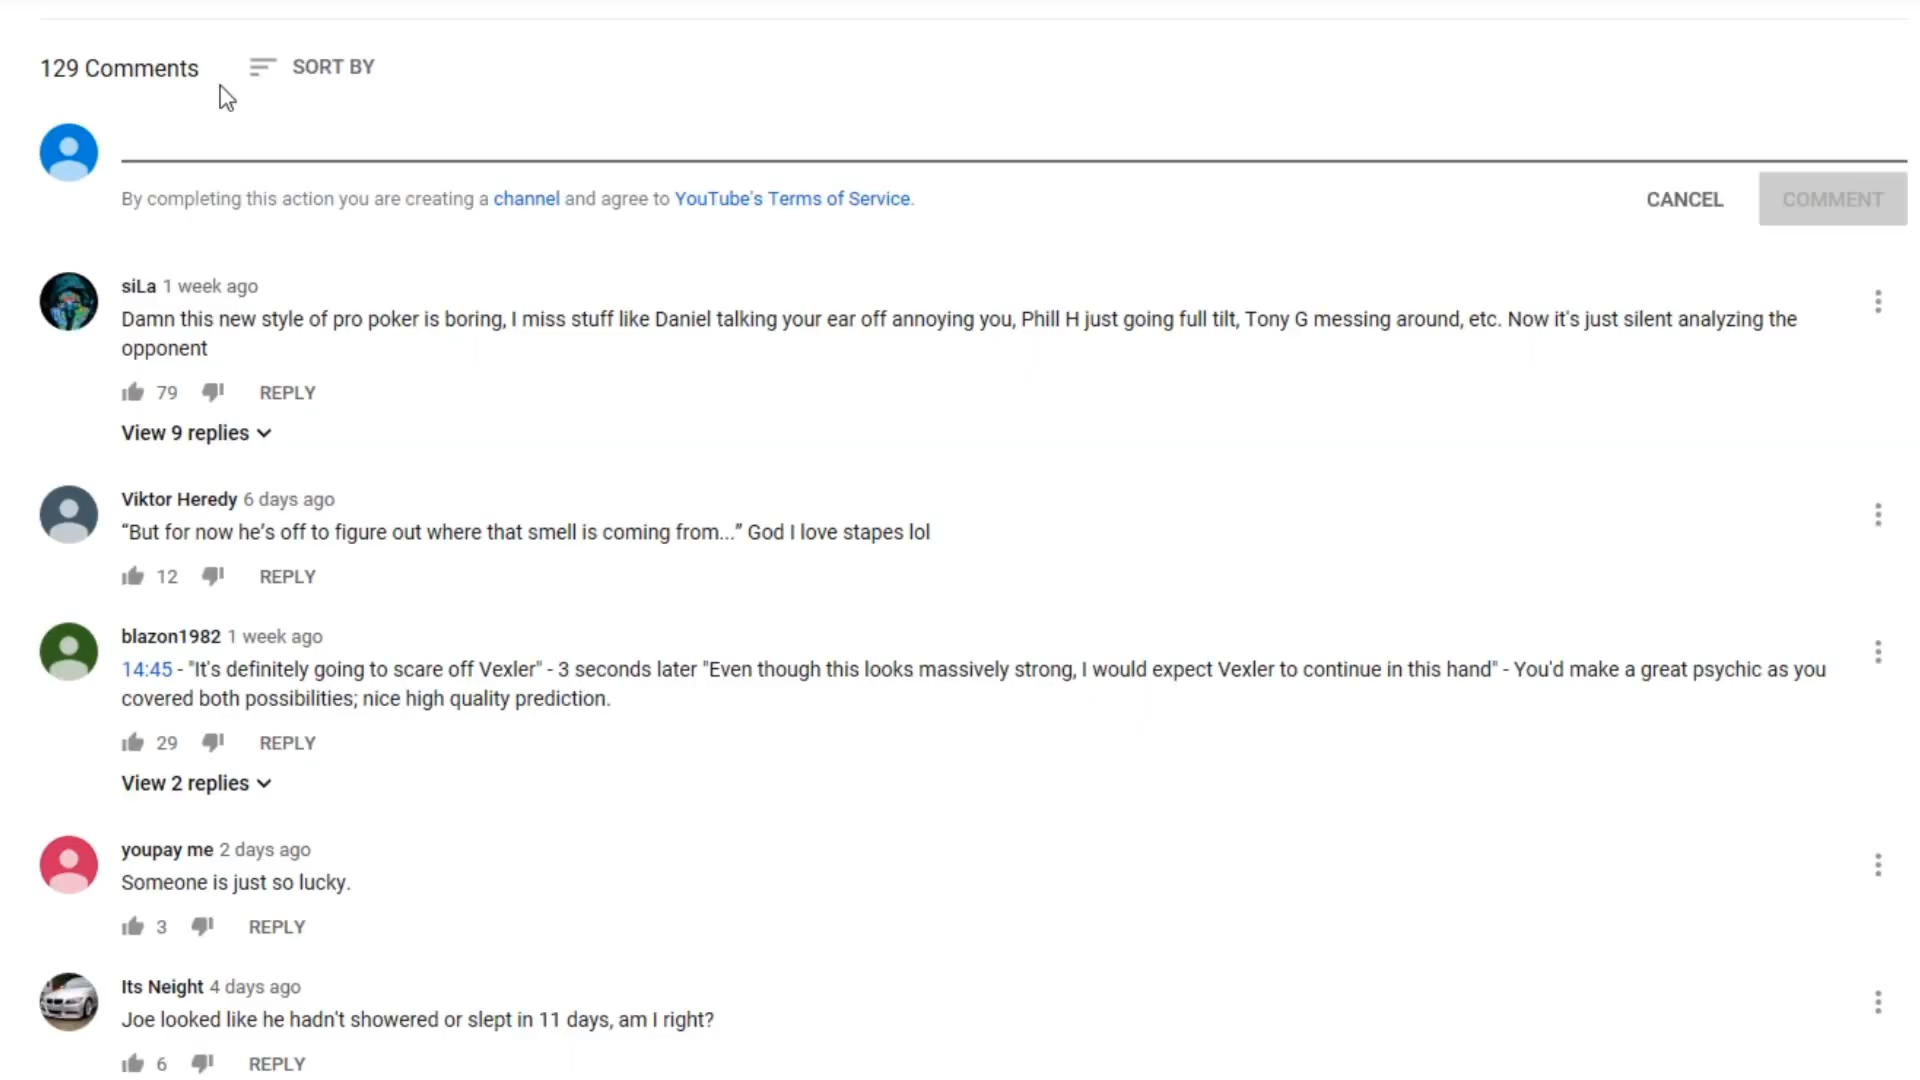 129 Comments
SORT BY
By completing this action you are creating a channel and agree to YouTube's Terms of Service.
CANCEL
COMMENT
siLa 1 week ago
Damn this new style of pro poker is boring, I miss stuff like Daniel talking your ear off annoying you, Phill H just going full tilt, Tony G messing around, etc. Now it's just silent analyzing the
opponent
79 REPLY
View 9 replies
Viktor Heredy 6 days ago
“But for now he’s off to figure out where that smell is coming from...” God I love stapes lol
12 REPLY
blazon1982 1 week ago
14:45 - "It's definitely going to scare off Vexler" - 3 seconds later "Even though this looks massively strong, I would expect Vexler to continue in this hand" - You'd make a great psychic as you
covered both possibilities; nice high quality prediction.
29 REPLY
View 2 replies
youpay me 2 days ago
Someone is just so lucky.
3 REPLY
Its Neight 4 days ago
Joe looked like he hadn't showered or slept in 11 days, am I right?
6 REPLY